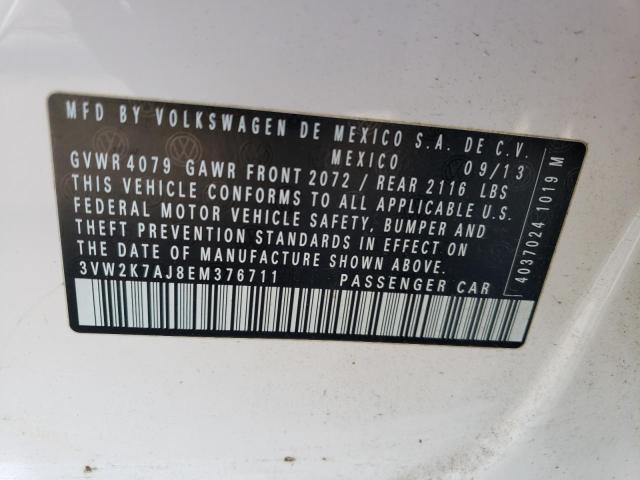 MFD BY VOLKSWAGEN DE MEXICO S.A. DE C.V.
MEXICO 09/13
GVWR 4079 GAWR FRONT 2072 / REAR 2116 LBS
THIS VEHICLE CONFORMS TO ALL APPLICABLE U.S.
FEDERAL MOTOR VEHICLE SAFETY, BUMPER AND
THEFT PREVENTION STANDARDS IN EFFECT ON
THE DATE OF MANUFACTURE SHOWN ABOVE.
3VW2K7AJ8EM376711 PASSENGER CAR
4037024 1019 M